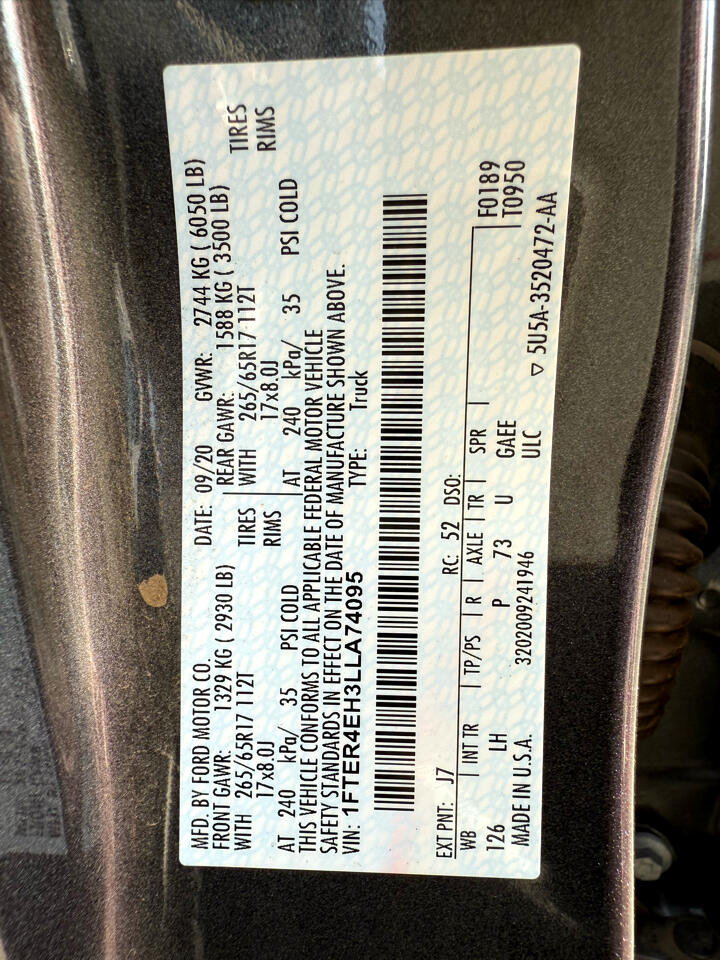 MFD. BY FORD MOTOR CO. DATE: 09/20 GVWR: 2744 KG ( 6050 LB)
FRONT GAWR: 1329 KG ( 2930 LB) REAR GAWR: 1588 KG ( 3500 LB)
WITH 265/65R17 112T TIRES WITH 265/65R17 112T TIRES
17x8.0J RIMS 17x8.0J RIMS
AT 240 kPa/ 35 PSI COLD AT 240 kPa/ 35 PSI COLD
THIS VEHICLE CONFORMS TO ALL APPLICABLE FEDERAL MOTOR VEHICLE
SAFETY STANDARDS IN EFFECT ON THE DATE OF MANUFACTURE SHOWN ABOVE.
VIN: 1FTER4EH3LLA74095 TYPE: Truck
EXT PNT: J7 RC: 52 DSO:
WB INT TR TP/PS R AXLE TR SPR F0189
126 LH P 73 U GAEE T0950
MADE IN U.S.A. 3202009241946 ULC
▽ 5U5A-3520472-AA